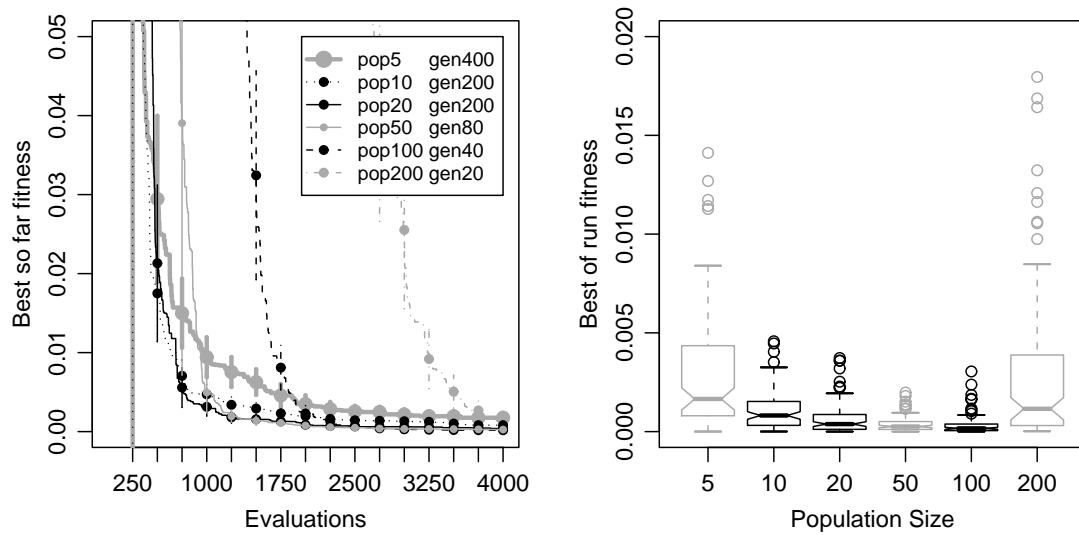 Best so far fitness
0.05
0.04
0.03
0.02
0.01
0.00
pop5 gen400
pop10 gen200
pop20 gen200
pop50 gen80
pop100 gen40
pop200 gen20
250 1000 1750 2500 3250 4000
Evaluations
Best of run fitness
0.020
0.015
0.010
0.005
0.000
5 10 20 50 100 200
Population Size